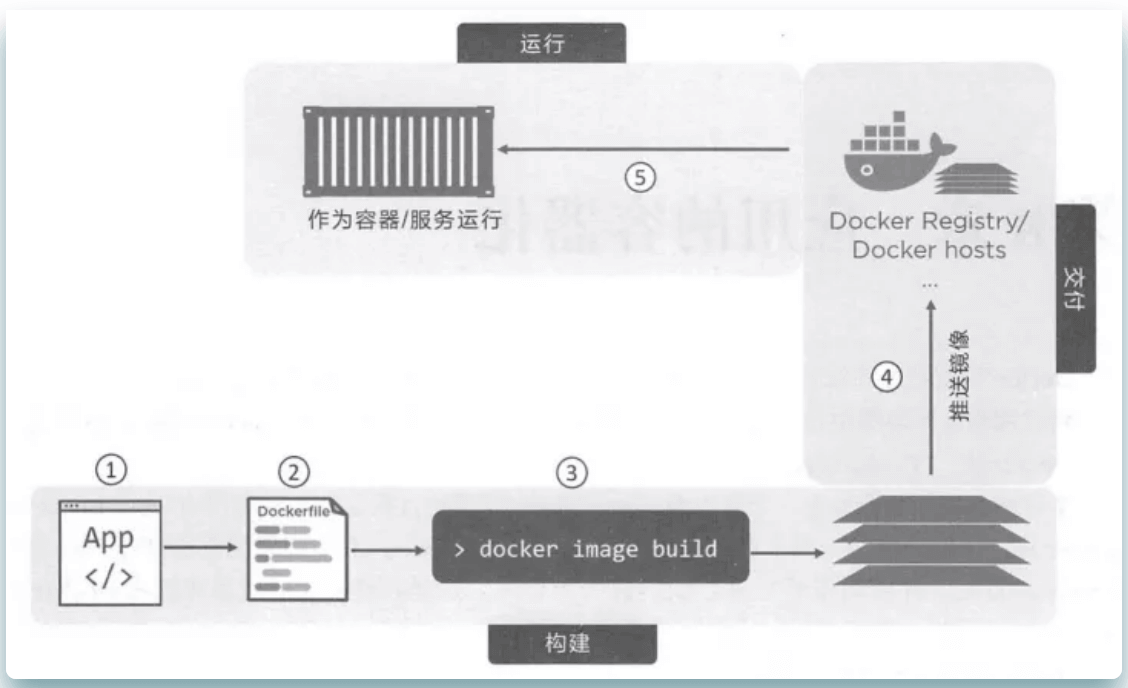 运行
作为容器/服务运行
⑤
Docker Registry/
Docker hosts
...
交付
④
推送镜像
①
②
③
App
</>
Dockerfile
> docker image build
构建